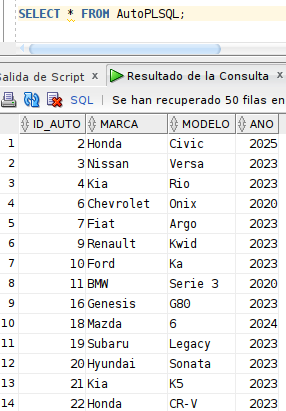 SELECT * FROM AutoPLSQL;
alida de Script × Resultado de la Consulta ×
SQL | Se han recuperado 50 filas en
ID_AUTO MARCA MODELO ANO
1 2 Honda Civic 2025
2 3 Nissan Versa 2023
3 4 Kia Rio 2023
4 6 Chevrolet Onix 2020
5 7 Fiat Argo 2023
6 9 Renault Kwid 2023
7 10 Ford Ka 2023
8 11 BMW Serie 3 2020
9 16 Genesis G80 2023
10 18 Mazda 6 2024
11 19 Subaru Legacy 2023
12 20 Hyundai Sonata 2023
13 21 Kia K5 2023
14 22 Honda CR-V 2023